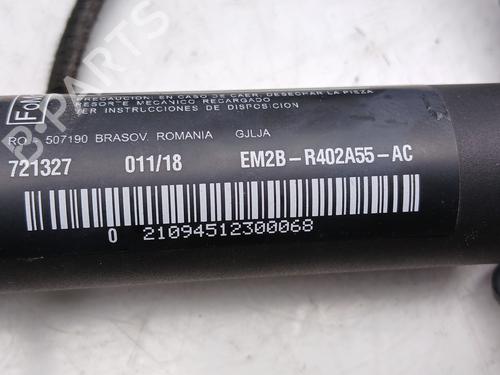 PRECAUCION: EN CASO DE CAER, DESECHAR LA PIEZA
RESORTE MECANICO RECARGADO
VER INSTRUCCIONES DE DISPOSICION
RO 507190 BRASOV. ROMANIA GJLJA
721327 011/18 EM2B-R402A55-AC
0 21094512300068